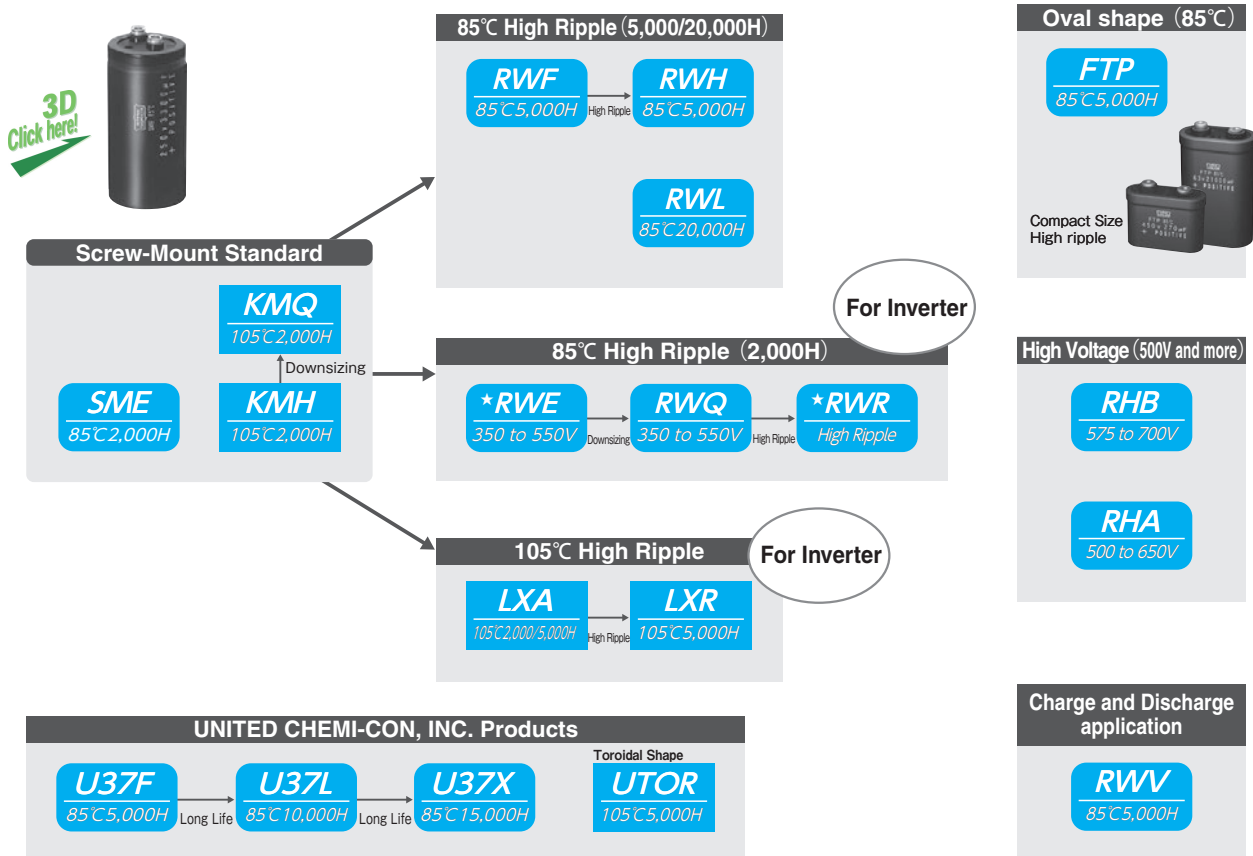 3D
Click here!
Screw-Mount Standard
KMQ
105℃2,000H
Downsizing
SME
85℃2,000H
KMH
105℃2,000H
85℃ High Ripple (5,000/20,000H)
RWF
85℃5,000H
High Ripple
RWH
85℃5,000H
RWL
85℃20,000H
For Inverter
85℃ High Ripple (2,000H)
★RWE
350 to 550V
Downsizing
RWQ
350 to 550V
High Ripple
★RWR
High Ripple
For Inverter
105℃ High Ripple
LXA
105℃2,000/5,000H
High Ripple
LXR
105℃5,000H
UNITED CHEMI-CON, INC. Products
U37F
85℃5,000H
Long Life
U37L
85℃10,000H
Long Life
U37X
85℃15,000H
Toroidal Shape
UTOR
105℃5,000H
Oval shape (85℃)
FTP
85℃5,000H
Compact Size
High ripple
High Voltage (500V and more)
RHB
575 to 700V
RHA
500 to 650V
Charge and Discharge
application
RWV
85℃5,000H